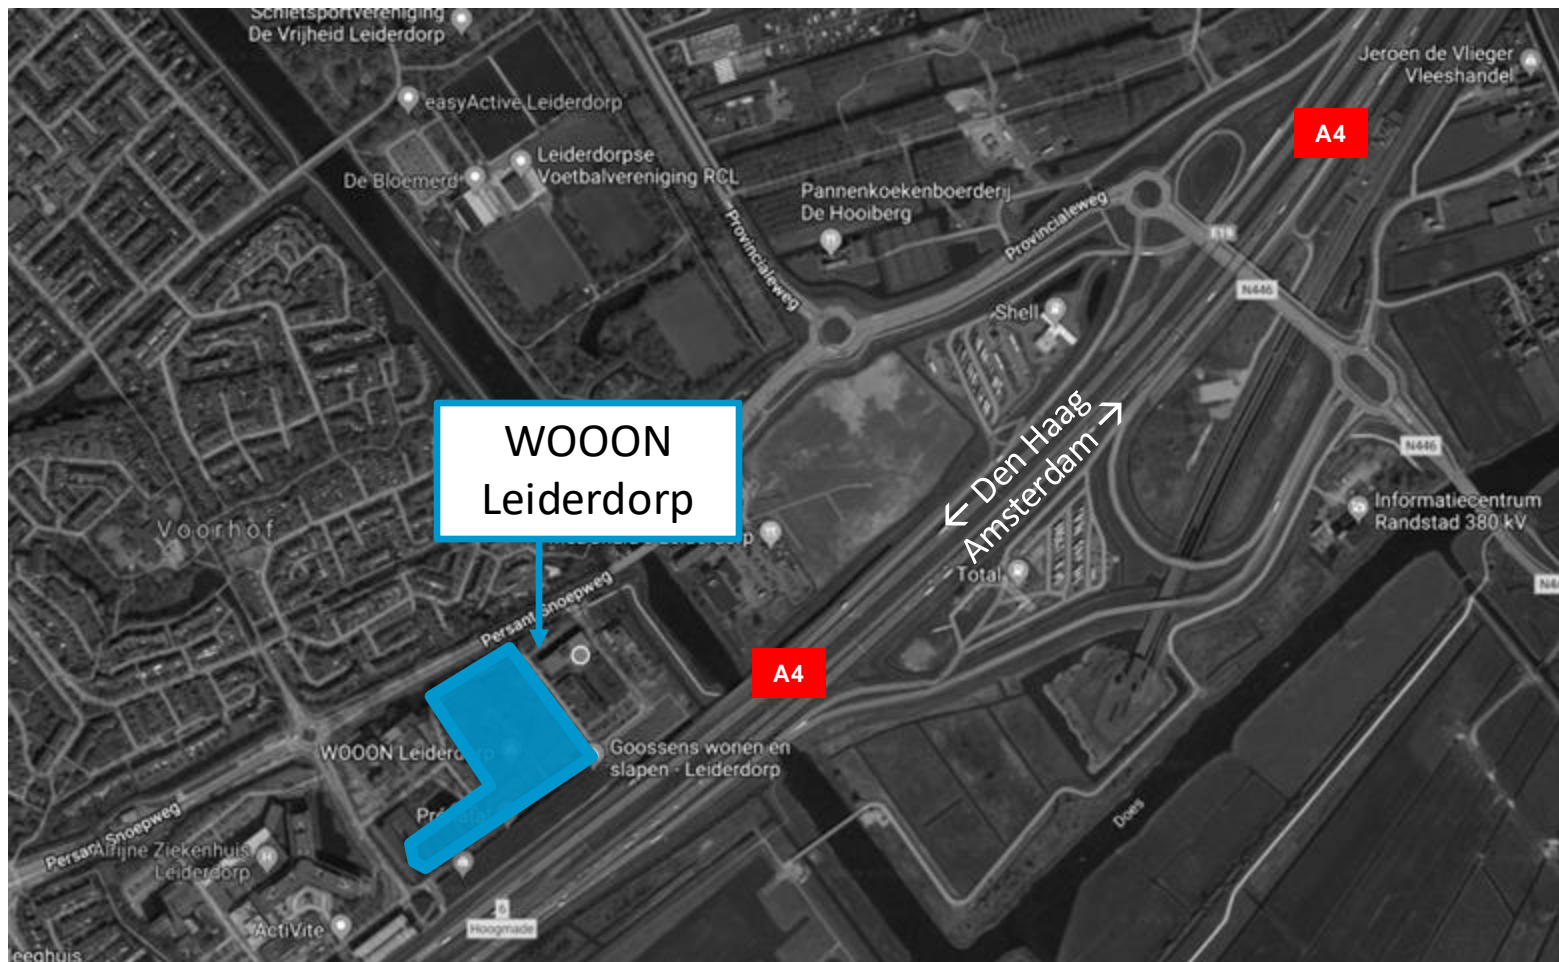 Schietsportvereniging
De Vrijheid Leiderdorp
easyActive Leiderdorp
Leiderdorpse
Voetbalvereniging RCL
De Bloemerd
Jeroen de Vlieger
Vleeshandel
A4
Pannenkoekenboerderij
De Hooiberg
Provincialeweg
Provincialeweg
E19
N446
Shell
← Den Haag
Amsterdam →
WOOON
Leiderdorp
N446
Informatiecentrum
Randstad 380 kV
Voorhof
Total
Persant Snoepweg
A4
WOOON Leiderdorp
Goossens wonen en
slapen - Leiderdorp
Does
Persant Snoepweg
Alrijne Ziekenhuis
Leiderdorp
ActiVite
6
Hoogmade